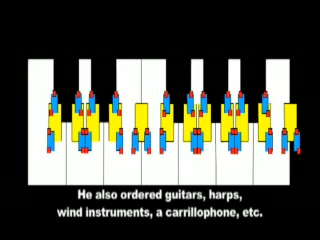 He also ordered guitars, harps,
wind instruments, a carrillophone, etc.